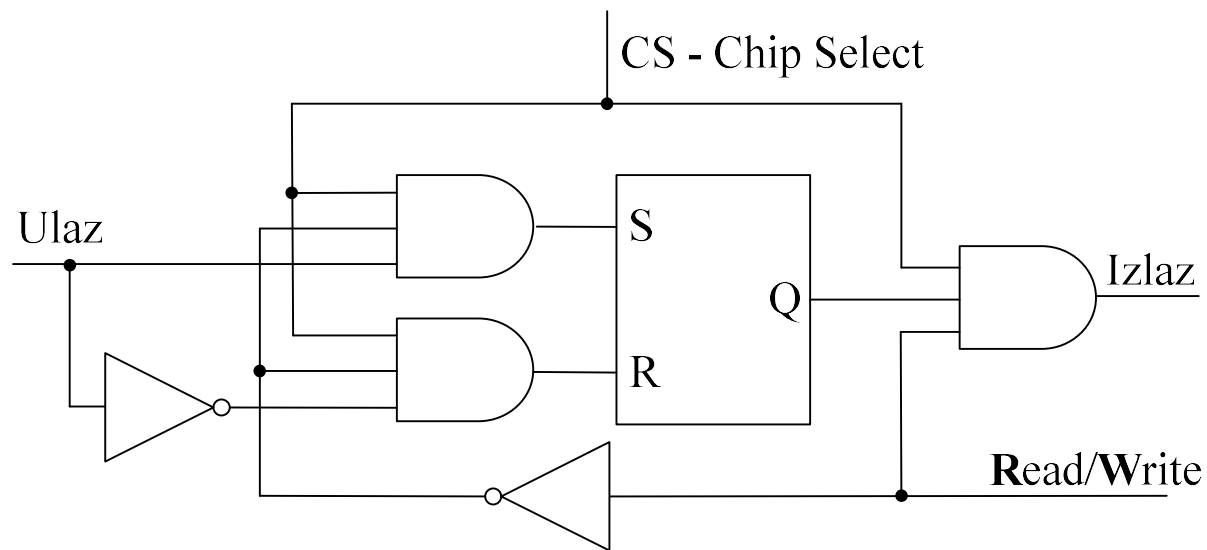 CS - Chip Select
Ulaz
S
Izlaz
Q
R
Read/Write